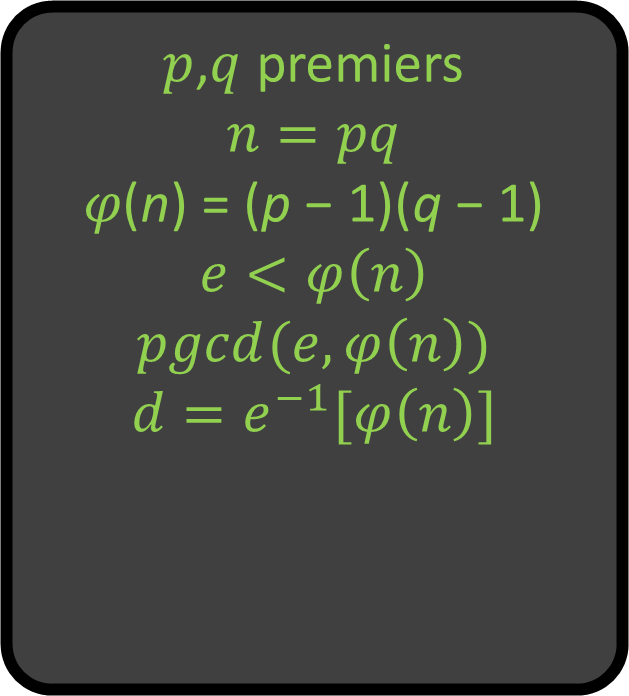 p,q premiers
n = pq
φ(n) = (p − 1)(q − 1)
e < φ(n)
pgcd(e, φ(n))
d = e⁻¹[φ(n)]